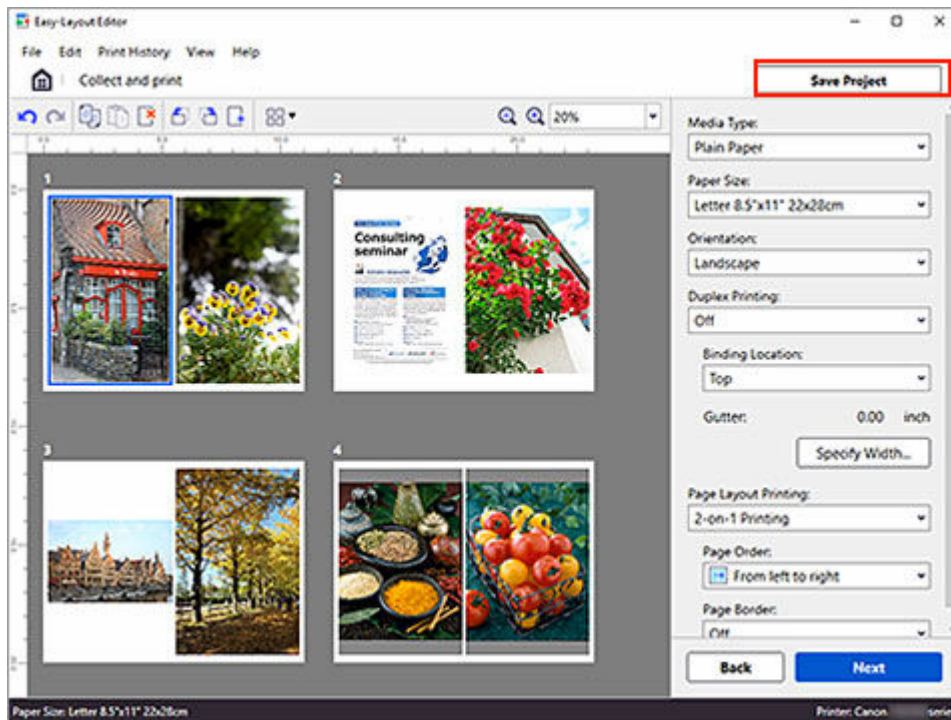 Easy-Layout Editor
File Edit Print History View Help
Collect and print
Save Project
20%
Media Type:
Plain Paper
Paper Size:
Letter 8.5"x11" 22x28cm
Orientation:
Landscape
Duplex Printing:
Off
Binding Location:
Top
Gutter: 0.00 inch
Specify Width...
Page Layout Printing:
2-on-1 Printing
Page Order:
From left to right
Page Border:
Off
Back Next
1
2
Consulting
seminar
3
4
Paper Size: Letter 8.5"x11" 22x28cm
Printer: Canon series